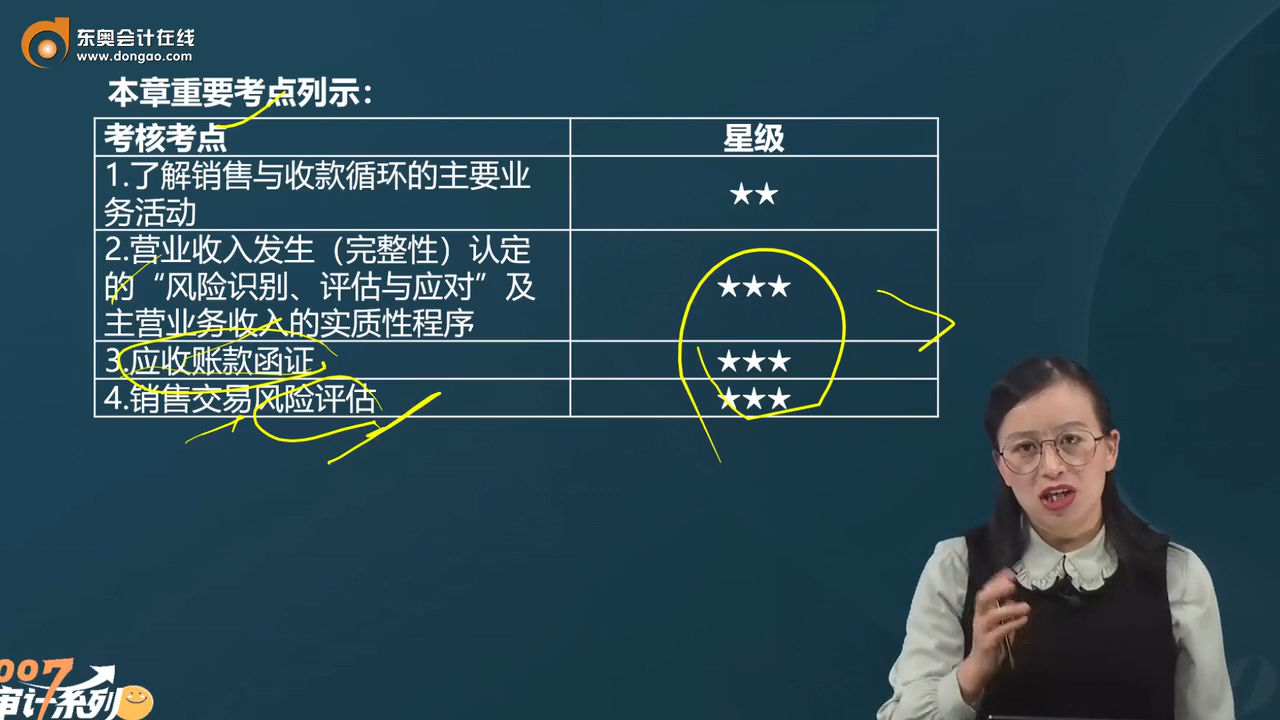 东奥会计在线
www.dongao.com
本章重要考点列示：
考核考点
星级
1.了解销售与收款循环的主要业
务活动
★★
2.营业收入发生（完整性）认定
的“风险识别、评估与应对”及
主营业务收入的实质性程序
★★★
3.应收账款函证
★★★
4.销售交易风险评估
★★★
007
审计系列